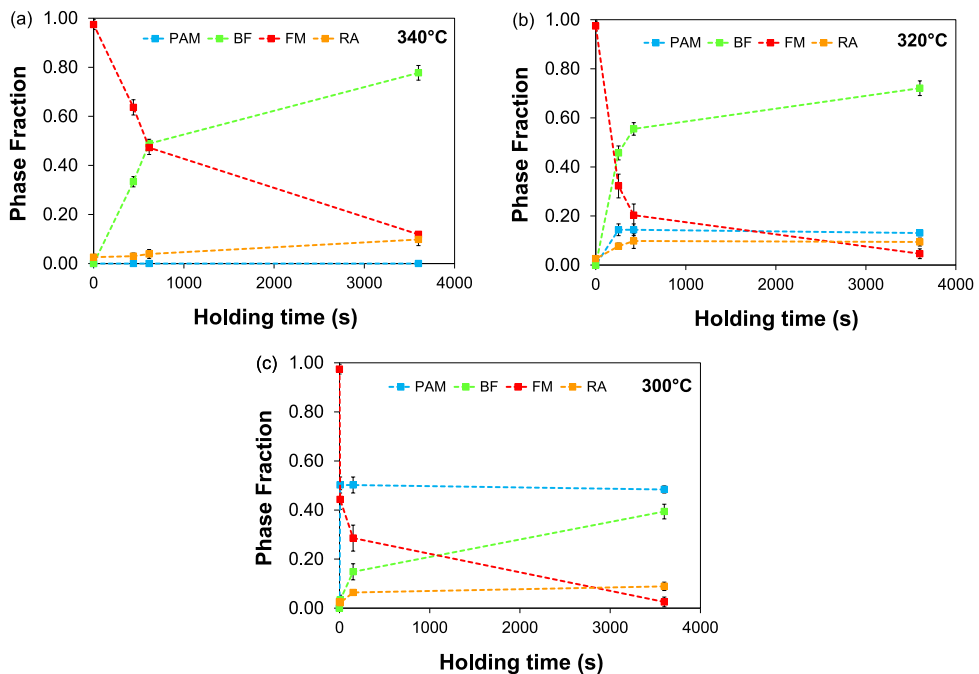 (a)
PAM BF FM RA 340°C
1.00
0.80
0.60
0.40
0.20
0.00
Phase Fraction
0 1000 2000 3000 4000
Holding time (s)
(b)
PAM BF FM RA 320°C
1.00
0.80
0.60
0.40
0.20
0.00
Phase Fraction
0 1000 2000 3000 4000
Holding time (s)
(c)
PAM BF FM RA 300°C
1.00
0.80
0.60
0.40
0.20
0.00
Phase Fraction
0 1000 2000 3000 4000
Holding time (s)